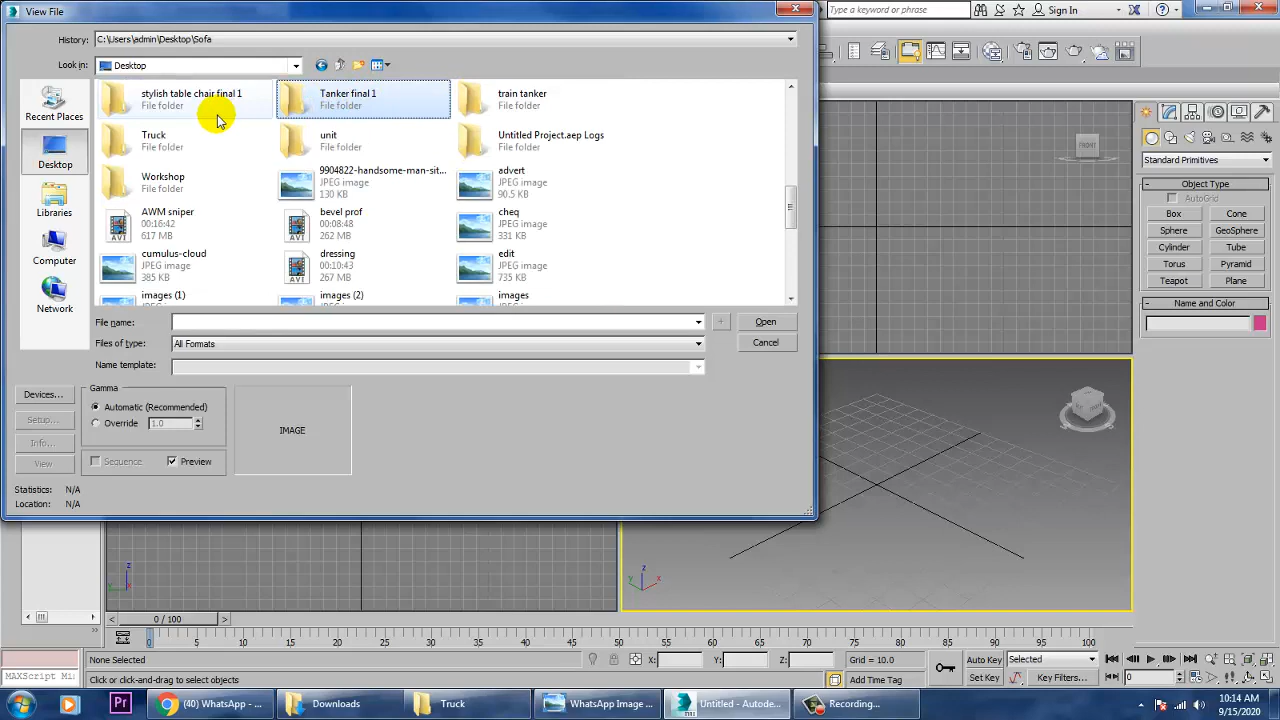 View File
Type a keyword or phrase
Sign In
History: C:\Users\admin\Desktop\Sofa
Look in: Desktop
Recent Places
Desktop
Libraries
Computer
Network
stylish table chair final 1
File folder
Tanker final 1
File folder
train tanker
File folder
Truck
File folder
unit
File folder
Untitled Project.aep Logs
File folder
Workshop
File folder
9904822-handsome-man-sit...
JPEG image
130 KB
advert
JPEG image
90.5 KB
AWM sniper
00:16:42
617 MB
bevel prof
00:08:48
262 MB
cheq
JPEG image
331 KB
cumulus-cloud
JPEG image
385 KB
dressing
00:10:43
267 MB
edit
JPEG image
735 KB
images (1)
images (2)
images
File name:
Open
Files of type: All Formats
Cancel
Name template:
Devices...
Setup...
Info...
View
Gamma
Automatic (Recommended)
Override 1.0
Sequence
Preview
IMAGE
Statistics: N/A
Location: N/A
FRONT
Standard Primitives
Object Type
AutoGrid
Box Cone
Sphere GeoSphere
Cylinder Tube
Torus Pyramid
Teapot Plane
Name and Color
z
y
x
z
y
x
0 / 100
0 5 10 15 20 25 30 35 40 45 50 55 60 65 70 75 80 85 90 95 100
None Selected
X: Y: Z: Grid = 10.0
Auto Key Selected
MAXScript Mi
Click or click-and-drag to select objects
Add Time Tag
Set Key Key Filters... 0
Pr
(40) WhatsApp - ...
Downloads
Truck
WhatsApp Image ...
Untitled - Autode...
Recording...
10:14 AM
9/15/2020
AVI
AVI
AVI